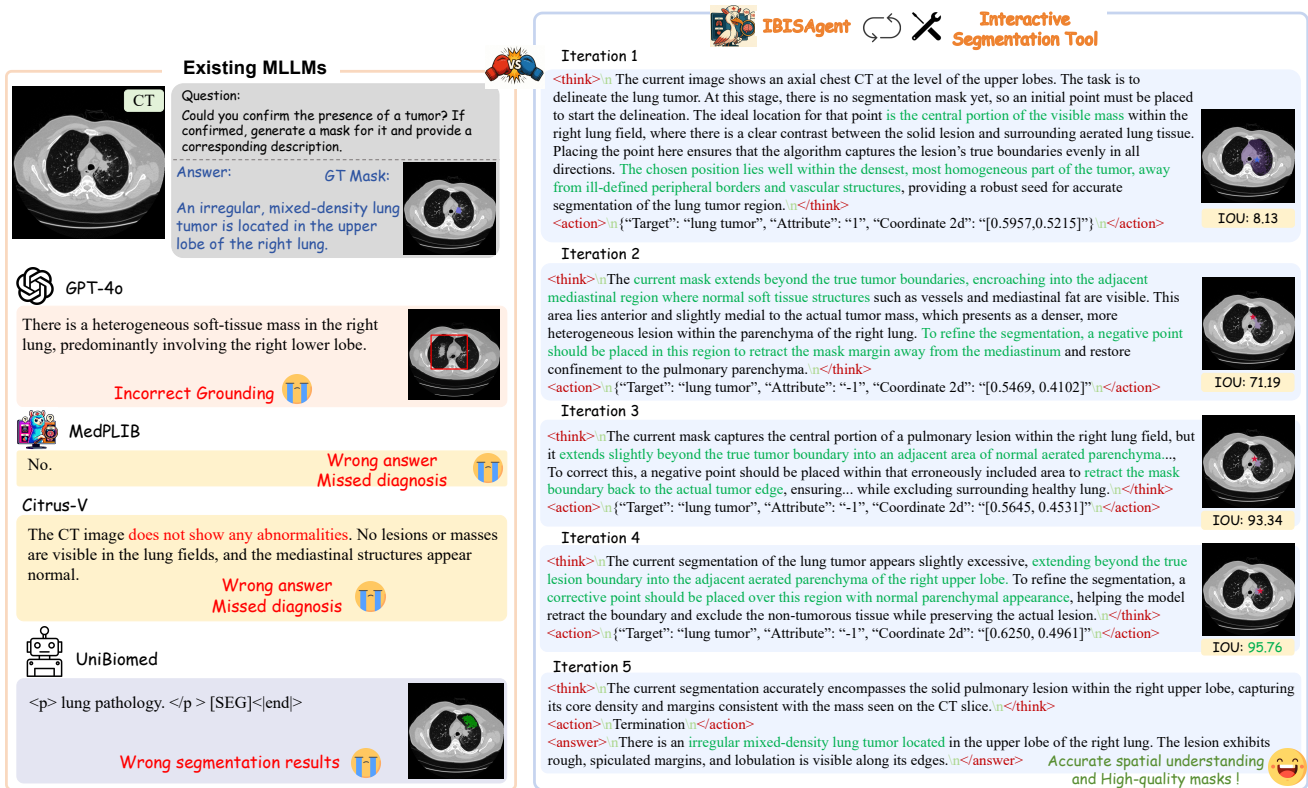 Existing MLLMs
CT
Question:
Could you confirm the presence of a tumor? If
confirmed, generate a mask for it and provide a
corresponding description.
Answer:
GT Mask:
An irregular, mixed-density lung
tumor is located in the upper
lobe of the right lung.
GPT-4o
There is a heterogeneous soft-tissue mass in the right
lung, predominantly involving the right lower lobe.
Incorrect Grounding
MedPLIB
No.
Wrong answer
Missed diagnosis
Citrus-V
The CT image does not show any abnormalities. No lesions or masses
are visible in the lung fields, and the mediastinal structures appear
normal.
Wrong answer
Missed diagnosis
UniBiomed
<p> lung pathology. </p > [SEG]<|end|>
Wrong segmentation results
VS
IBISAgent
Interactive
Segmentation Tool
Iteration 1
<think>\n The current image shows an axial chest CT at the level of the upper lobes. The task is to
delineate the lung tumor. At this stage, there is no segmentation mask yet, so an initial point must be placed
to start the delineation. The ideal location for that point is the central portion of the visible mass within the
right lung field, where there is a clear contrast between the solid lesion and surrounding aerated lung tissue.
Placing the point here ensures that the algorithm captures the lesion's true boundaries evenly in all
directions. The chosen position lies well within the densest, most homogeneous part of the tumor, away
from ill-defined peripheral borders and vascular structures, providing a robust seed for accurate
segmentation of the lung tumor region.\n</think>
<action>\n{“Target”: “lung tumor”, “Attribute”: “1”, “Coordinate 2d”: “[0.5957,0.5215]”}\n</action>
IOU: 8.13
Iteration 2
<think>\nThe current mask extends beyond the true tumor boundaries, encroaching into the adjacent
mediastinal region where normal soft tissue structures such as vessels and mediastinal fat are visible. This
area lies anterior and slightly medial to the actual tumor mass, which presents as a denser, more
heterogeneous lesion within the parenchyma of the right lung. To refine the segmentation, a negative point
should be placed in this region to retract the mask margin away from the mediastinum and restore
confinement to the pulmonary parenchyma.\n</think>
<action>\n{“Target”: “lung tumor”, “Attribute”: “-1”, “Coordinate 2d”: “[0.5469, 0.4102]”\n</action>
IOU: 71.19
Iteration 3
<think>\nThe current mask captures the central portion of a pulmonary lesion within the right lung field, but
it extends slightly beyond the true tumor boundary into an adjacent area of normal aerated parenchyma...,
To correct this, a negative point should be placed within that erroneously included area to retract the mask
boundary back to the actual tumor edge, ensuring... while excluding surrounding healthy lung.\n</think>
<action>\n{“Target”: “lung tumor”, “Attribute”: “-1”, “Coordinate 2d”: “[0.5645, 0.4531]”\n</action>
IOU: 93.34
Iteration 4
<think>\nThe current segmentation of the lung tumor appears slightly excessive, extending beyond the true
lesion boundary into the adjacent aerated parenchyma of the right upper lobe. To refine the segmentation, a
corrective point should be placed over this region with normal parenchymal appearance, helping the model
retract the boundary and exclude the non-tumorous tissue while preserving the actual lesion.\n</think>
<action>\n{“Target”: “lung tumor”, “Attribute”: “-1”, “Coordinate 2d”: “[0.6250, 0.4961]”\n</action>
IOU: 95.76
Iteration 5
<think>\nThe current segmentation accurately encompasses the solid pulmonary lesion within the right upper lobe, capturing
its core density and margins consistent with the mass seen on the CT slice.\n</think>
<action>\nTermination\n</action>
<answer>\nThere is an irregular mixed-density lung tumor located in the upper lobe of the right lung. The lesion exhibits
rough, spiculated margins, and lobulation is visible along its edges.\n</answer>
Accurate spatial understanding
and High-quality masks !